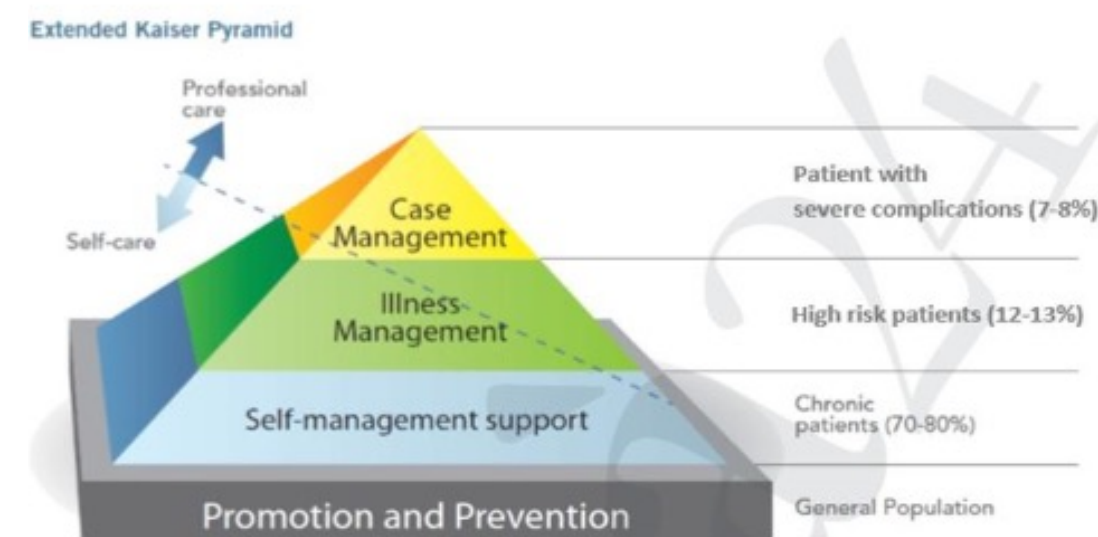 Extended Kaiser Pyramid
Professional
care
Self-care
Case
Management
Illness
Management
Self-management support
Promotion and Prevention
Patient with
severe complications (7-8%)
High risk patients (12-13%)
Chronic
patients (70-80%)
General Population